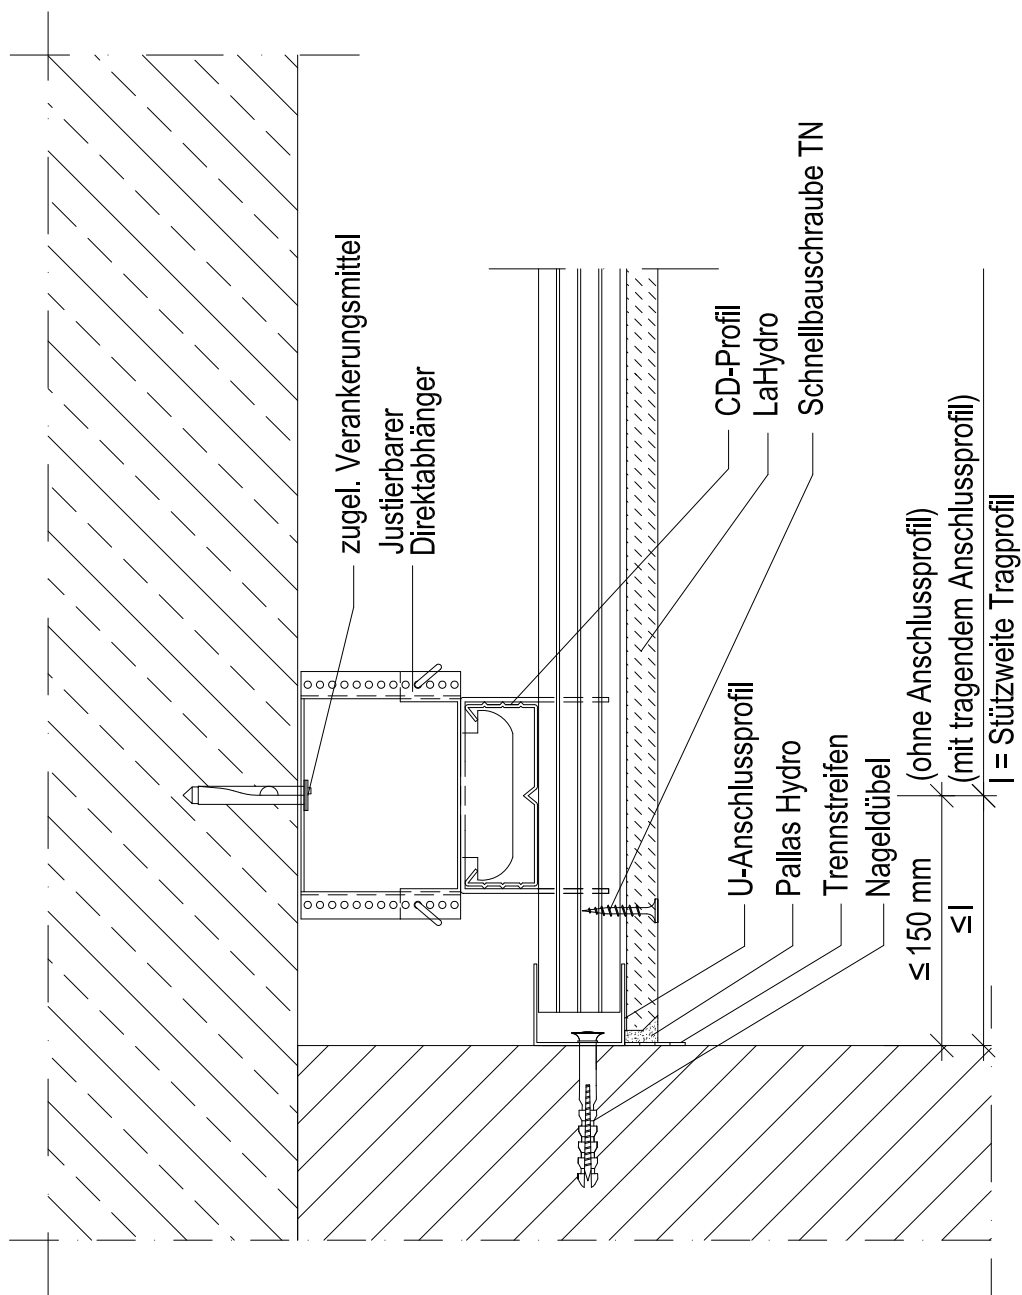 zugel. Verankerungsmittel
Justierbarer
Direktabhänger
CD-Profil
LaHydro
Schnellbauschraube TN
U-Anschlussprofil
Pallas Hydro
Trennstreifen
Nageldübel
≤ 150 mm (ohne Anschlussprofil)
≤ l (mit tragendem Anschlussprofil)
l = Stützweite Tragprofil